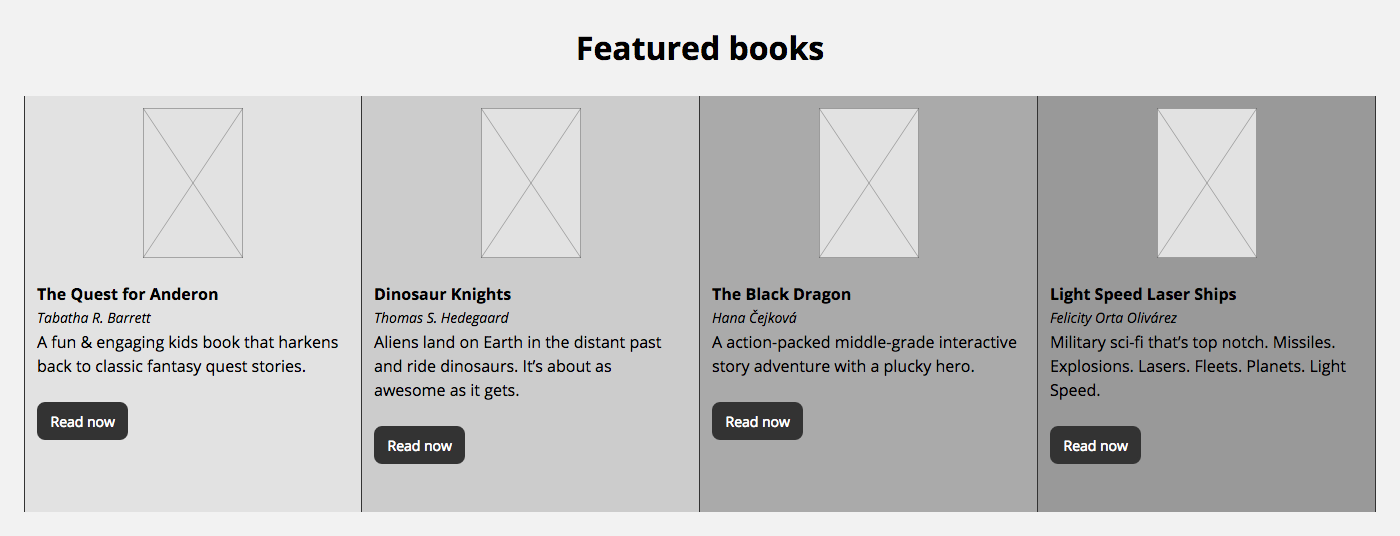 Featured books
The Quest for Anderon
Tabatha R. Barrett
A fun & engaging kids book that harkens
back to classic fantasy quest stories.
Read now
Dinosaur Knights
Thomas S. Hedegaard
Aliens land on Earth in the distant past
and ride dinosaurs. It’s about as
awesome as it gets.
Read now
The Black Dragon
Hana Čejková
A action-packed middle-grade interactive
story adventure with a plucky hero.
Read now
Light Speed Laser Ships
Felicity Orta Olivárez
Military sci-fi that’s top notch. Missiles.
Explosions. Lasers. Fleets. Planets. Light
Speed.
Read now